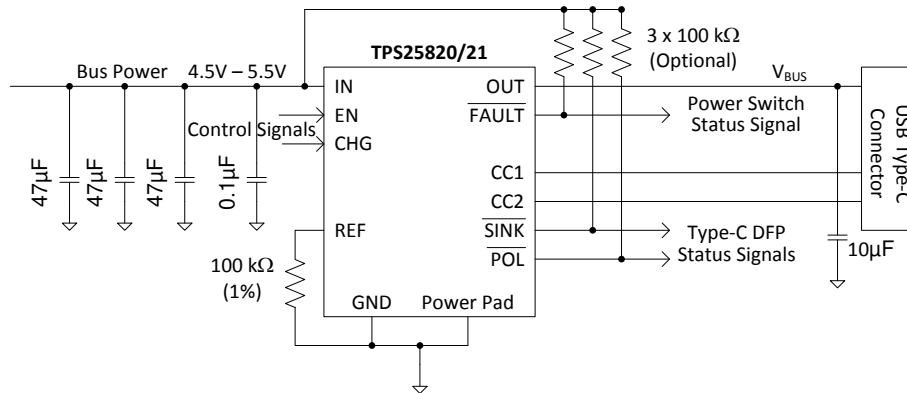 TPS25820/21
3 x 100 kΩ
(Optional)
Bus Power
4.5V – 5.5V
IN
OUT
VBUS
EN
FAULT
Power Switch
Status Signal
Control Signals
CHG
USB Type-C
Connector
47µF
47µF
47µF
0.1µF
CC1
CC2
REF
SINK
Type-C DFP
Status Signals
POL
10µF
100 kΩ
(1%)
GND
Power Pad